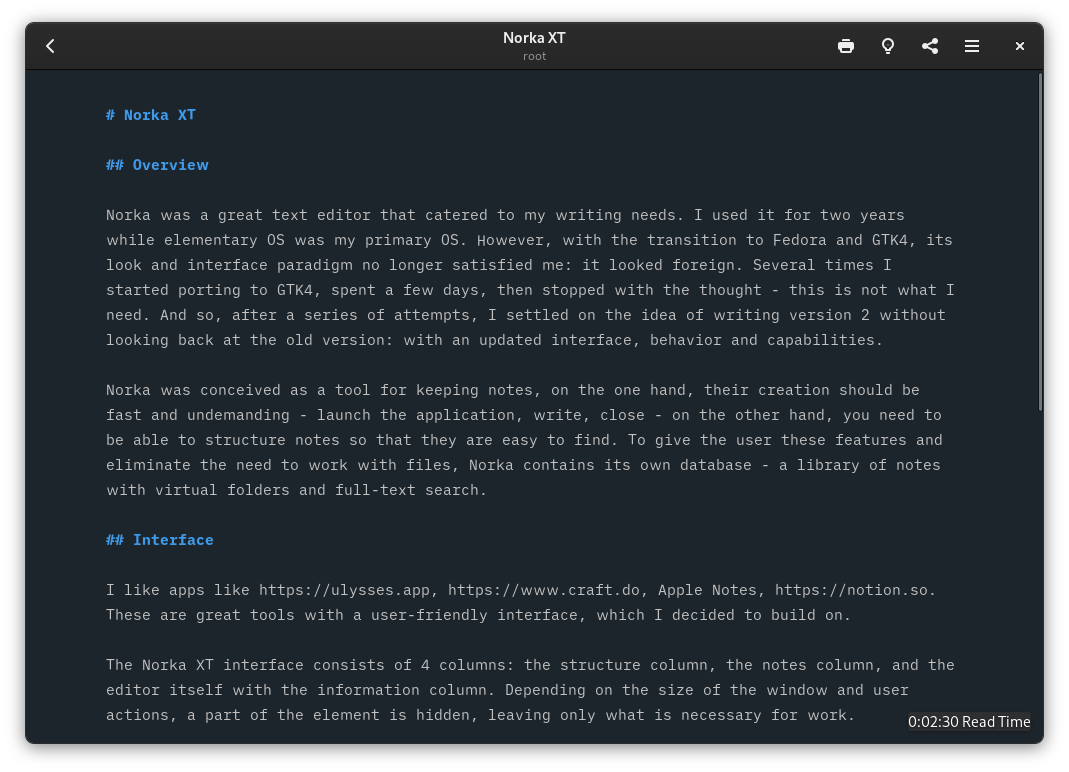 Norka XT
root
# Norka XT
## Overview
Norka was a great text editor that catered to my writing needs. I used it for two years
while elementary OS was my primary OS. However, with the transition to Fedora and GTK4, its
look and interface paradigm no longer satisfied me: it looked foreign. Several times I
started porting to GTK4, spent a few days, then stopped with the thought - this is not what I
need. And so, after a series of attempts, I settled on the idea of writing version 2 without
looking back at the old version: with an updated interface, behavior and capabilities.
Norka was conceived as a tool for keeping notes, on the one hand, their creation should be
fast and undemanding - launch the application, write, close - on the other hand, you need to
be able to structure notes so that they are easy to find. To give the user these features and
eliminate the need to work with files, Norka contains its own database - a library of notes
with virtual folders and full-text search.
## Interface
I like apps like https://ulysses.app, https://www.craft.do, Apple Notes, https://notion.so.
These are great tools with a user-friendly interface, which I decided to build on.
The Norka XT interface consists of 4 columns: the structure column, the notes column, and the
editor itself with the information column. Depending on the size of the window and user
actions, a part of the element is hidden, leaving only what is necessary for work.
0:02:30 Read Time